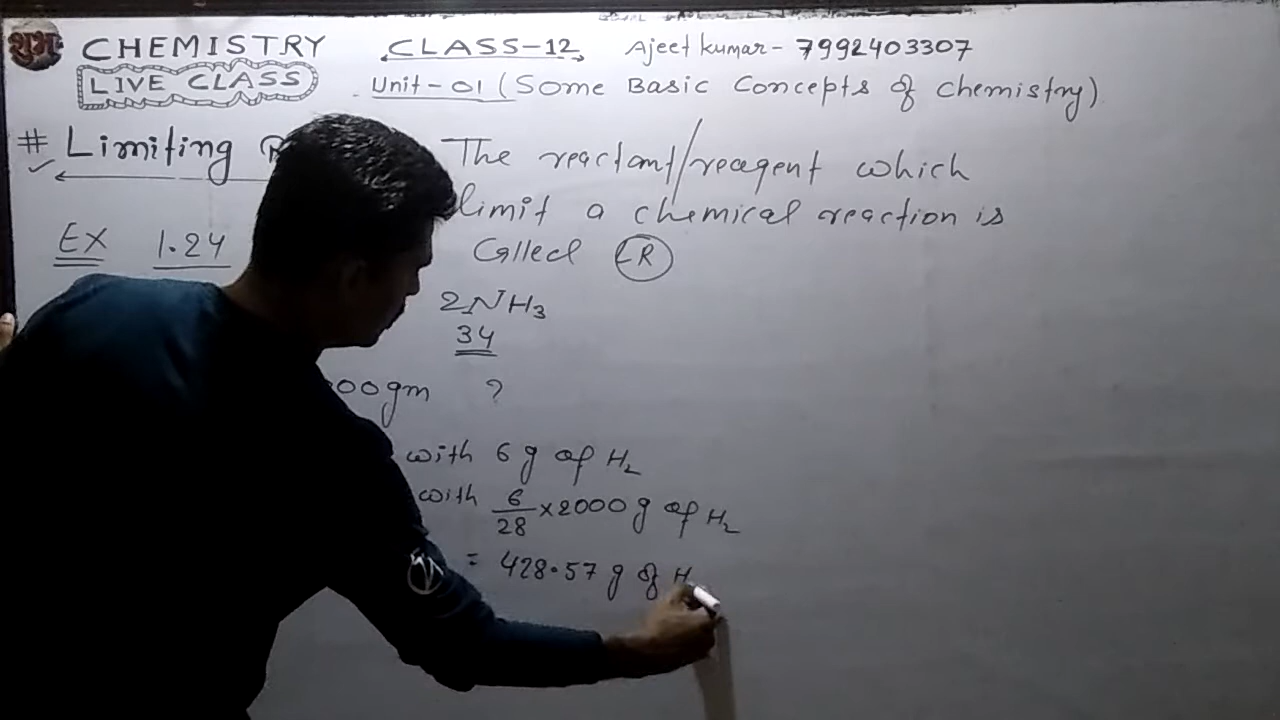 शुभ CHEMISTRY CLASS-12 Ajeet kumar - 7992403307
LIVE CLASS Unit - 01 (Some Basic Concepts of chemistry)
# Limiting R The reactant/reagent which
limit a chemical reaction is
EX 1.24 Called LR
2NH3
34
00gm ?
with 6 g of H2
with 6/28 × 2000 g of H2
= 428.57 g of H